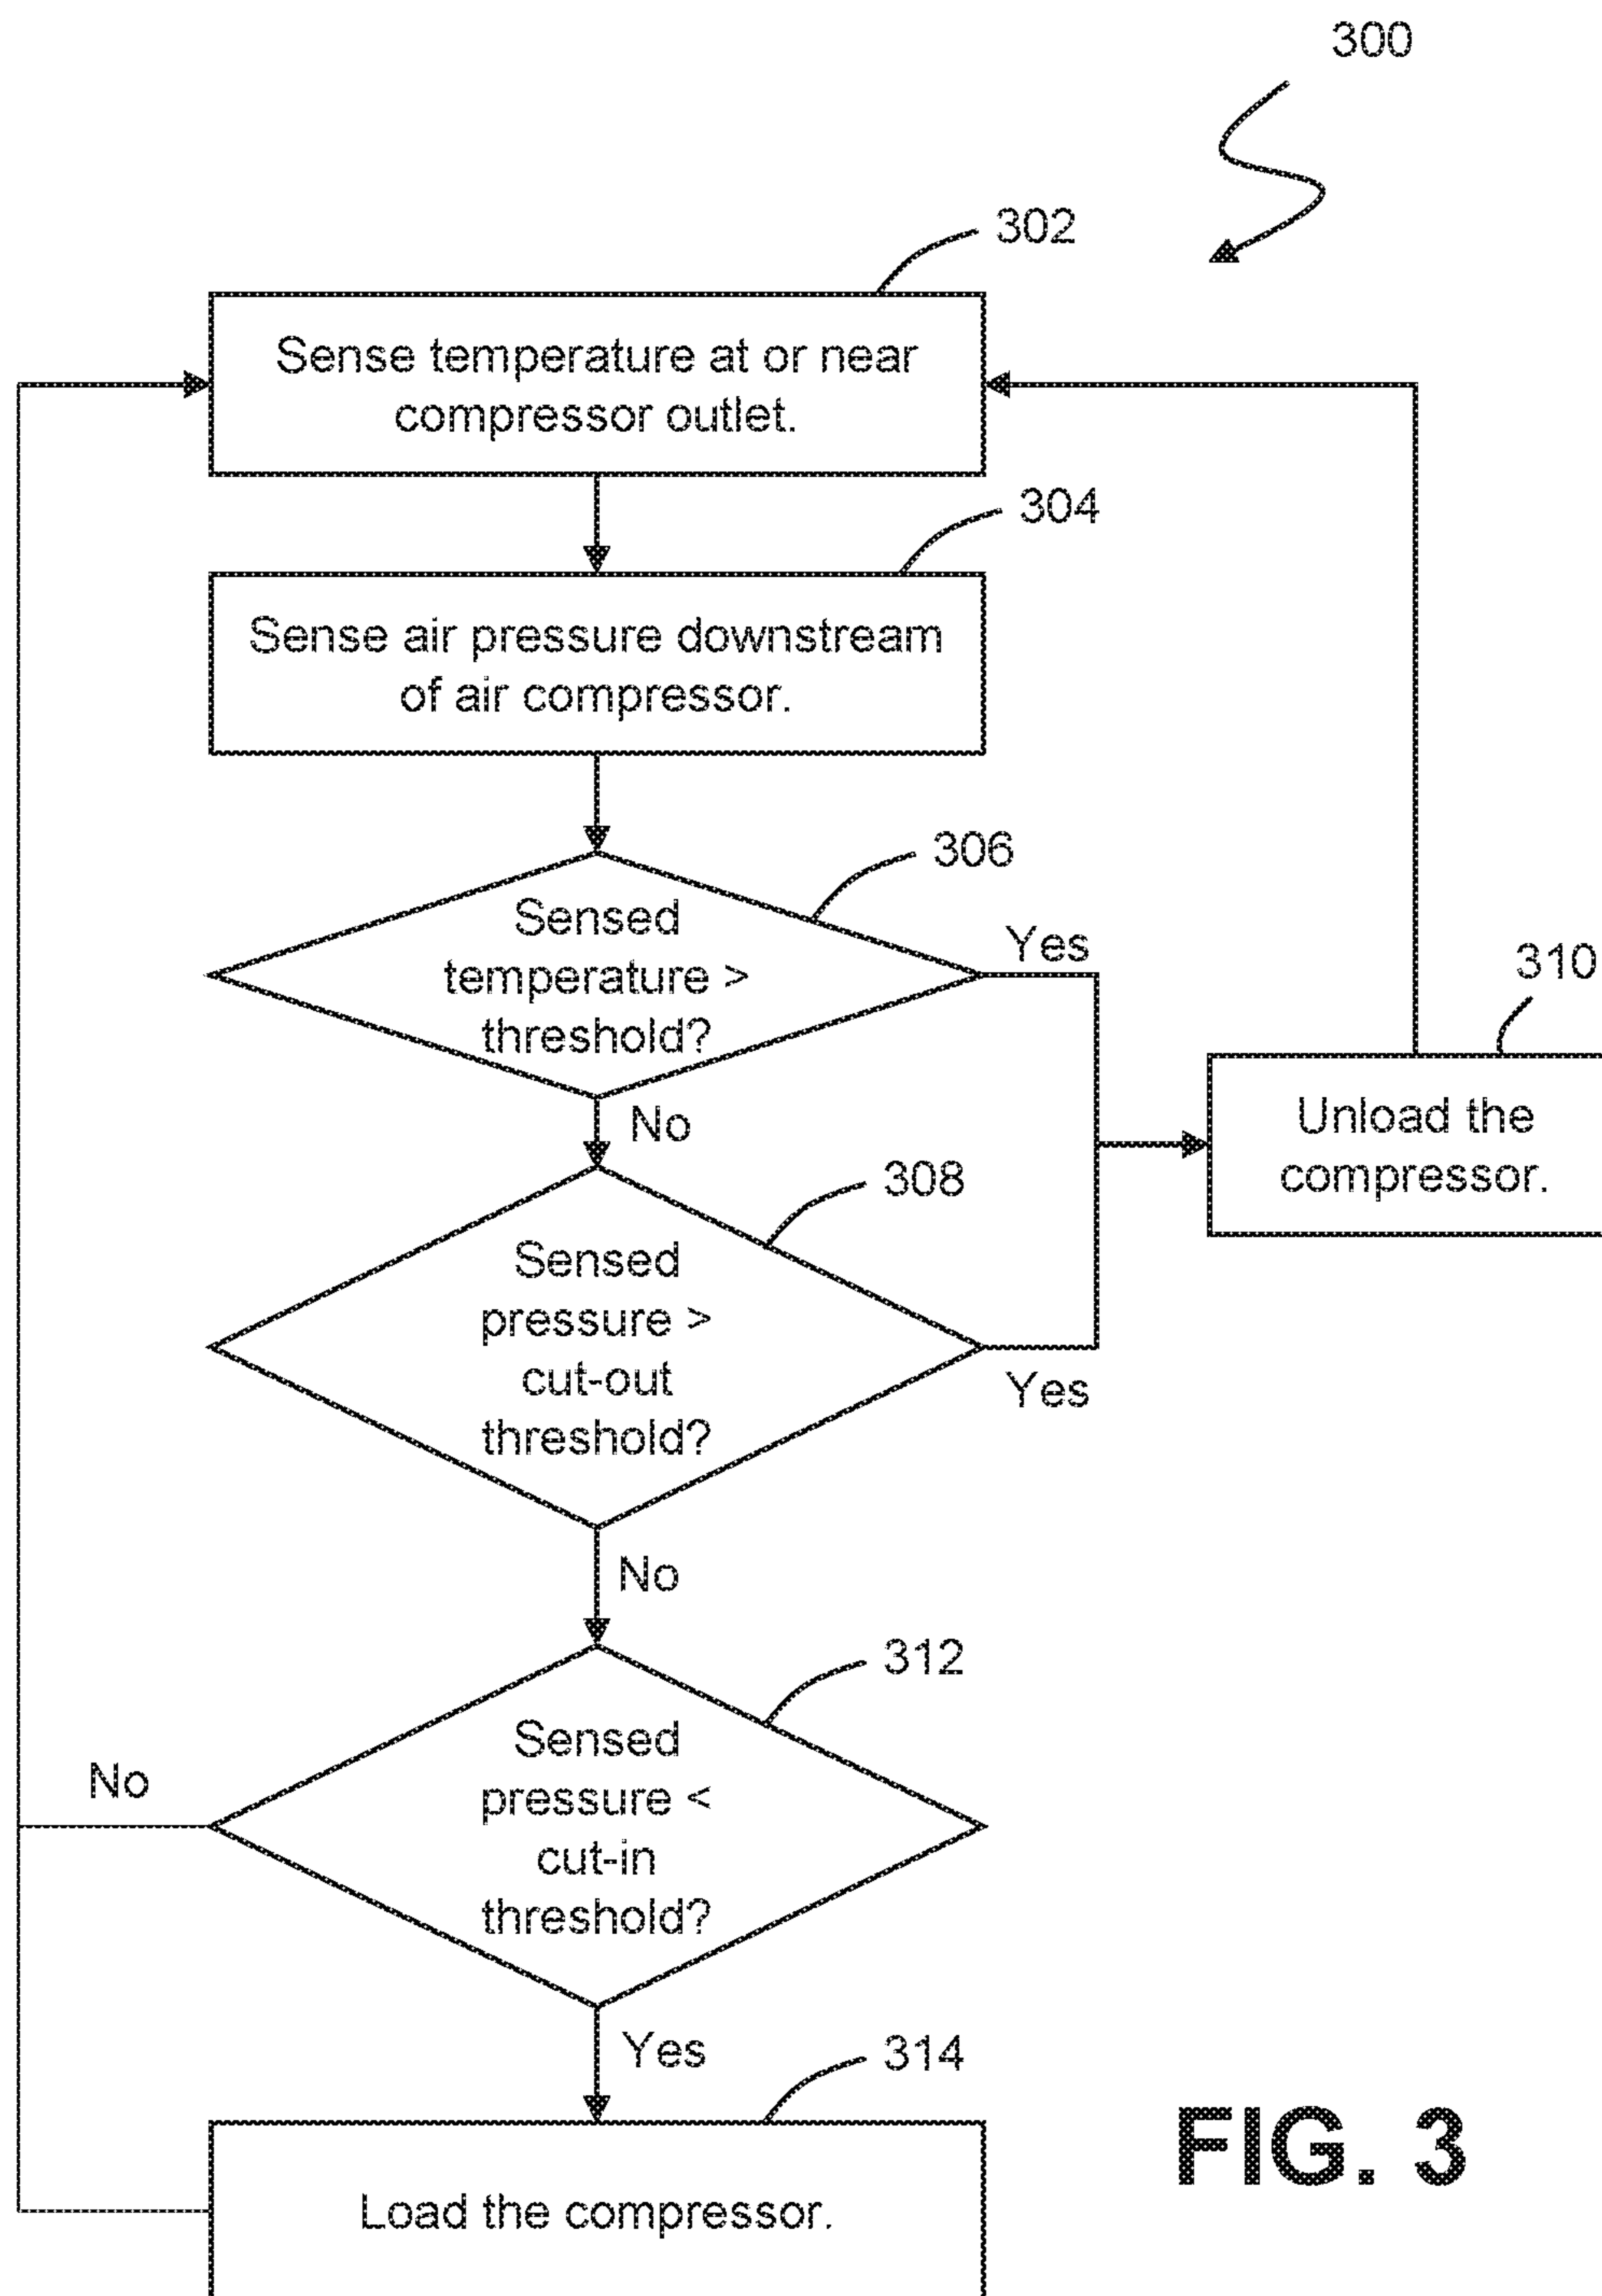 300
302
Sense temperature at or near
compressor outlet.
304
Sense air pressure downstream
of air compressor.
306
Sensed
temperature >
threshold?
Yes
No
310
Unload the
compressor.
308
Sensed
pressure >
cut-out
threshold?
Yes
No
312
Sensed
pressure <
cut-in
threshold?
No
Yes
314
Load the compressor.
FIG. 3